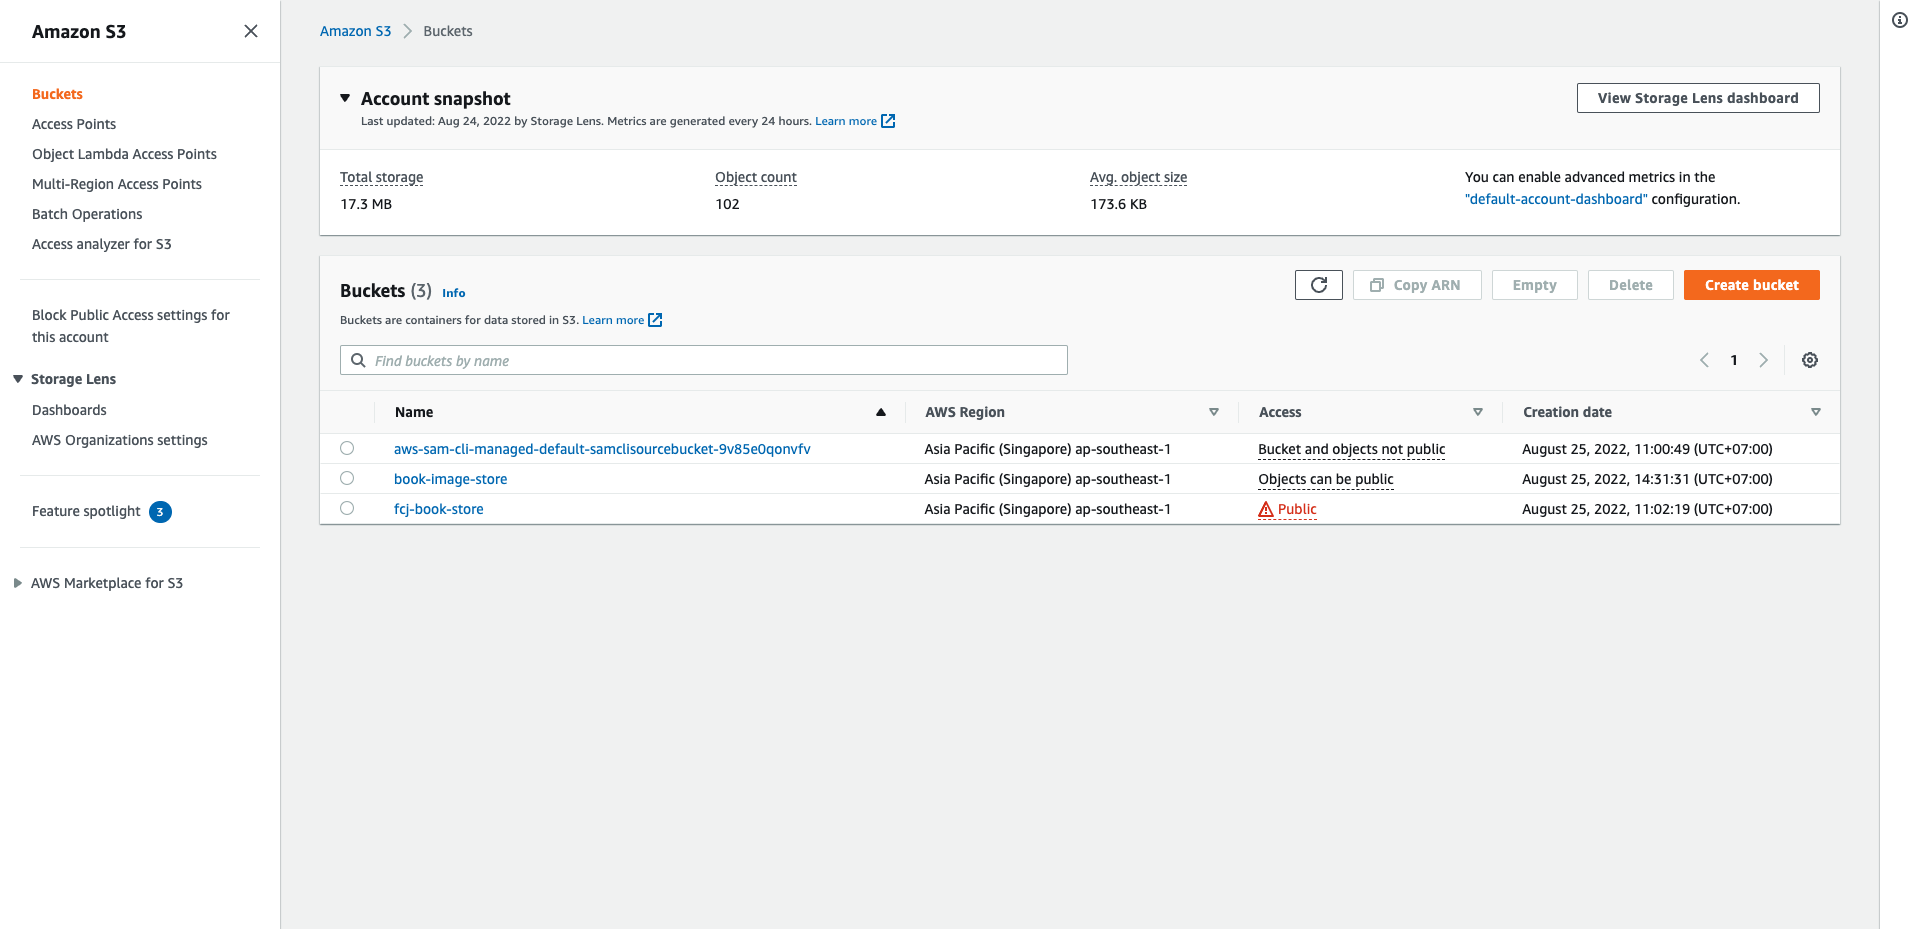 Amazon S3
Buckets
Access Points
Object Lambda Access Points
Multi-Region Access Points
Batch Operations
Access analyzer for S3
Block Public Access settings for
this account
Storage Lens
Dashboards
AWS Organizations settings
Feature spotlight 3
AWS Marketplace for S3
Amazon S3 Buckets
Account snapshot
View Storage Lens dashboard
Last updated: Aug 24, 2022 by Storage Lens. Metrics are generated every 24 hours. Learn more
Total storage
17.3 MB
Object count
102
Avg. object size
173.6 KB
You can enable advanced metrics in the
"default-account-dashboard" configuration.
Buckets (3) Info
Copy ARN Empty Delete Create bucket
Buckets are containers for data stored in S3. Learn more
Find buckets by name
1
Name AWS Region Access Creation date
aws-sam-cli-managed-default-samclisourcebucket-9v85e0qonvfv Asia Pacific (Singapore) ap-southeast-1 Bucket and objects not public August 25, 2022, 11:00:49 (UTC+07:00)
book-image-store Asia Pacific (Singapore) ap-southeast-1 Objects can be public August 25, 2022, 14:31:31 (UTC+07:00)
fcj-book-store Asia Pacific (Singapore) ap-southeast-1 Public August 25, 2022, 11:02:19 (UTC+07:00)